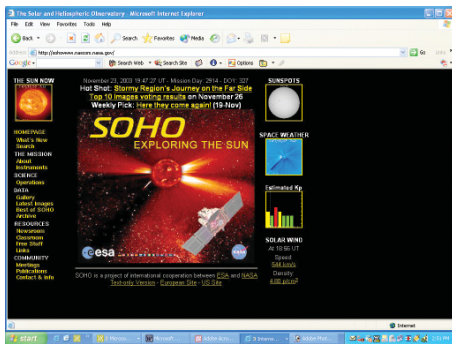 The Solar and Heliospheric Observatory - Microsoft Internet Explorer
File Edit View Favorites Tools Help
Back Search Favorites Media
Address http://sohowww.nascom.nasa.gov/ Go
Google Search Web Search Site Options
THE SUN NOW
November 23, 2003 19:47:27 UT - Mission Day: 2914 - DOY: 327
Hot Shot: Stormy Region's Journey on the Far Side
Top 10 Images voting results on November 26
Weekly Pick: Here they come again! (19-Nov)
SUNSPOTS
SOHO
EXPLORING THE SUN
HOMEPAGE
What's New
Search
THE MISSION
About
Instruments
SCIENCE
Operations
DATA
Gallery
Latest Images
Best of SOHO
Archive
RESOURCES
Newsroom
Classroom
Free Stuff
Links
COMMUNITY
Meetings
Publications
Contact & Info
SPACE WEATHER
Estimated Kp
SOLAR WIND
At 18:56 UT
Speed:
544 km/s
Density:
4.88 p/cm3
esa
SOHO is a project of international cooperation between ESA and NASA
Text-only Version - European Site - US Site
Internet
start